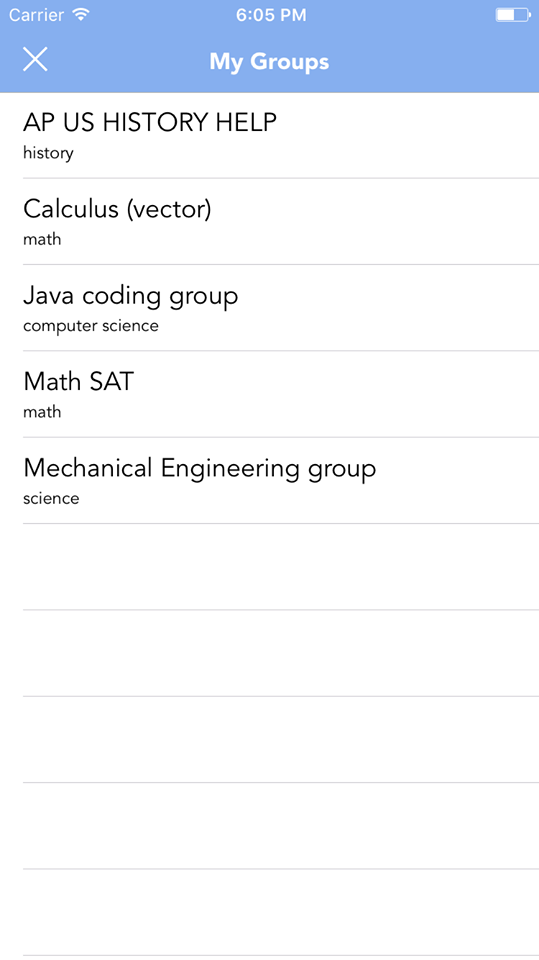 Carrier 6:05 PM
My Groups
AP US HISTORY HELP
history
Calculus (vector)
math
Java coding group
computer science
Math SAT
math
Mechanical Engineering group
science